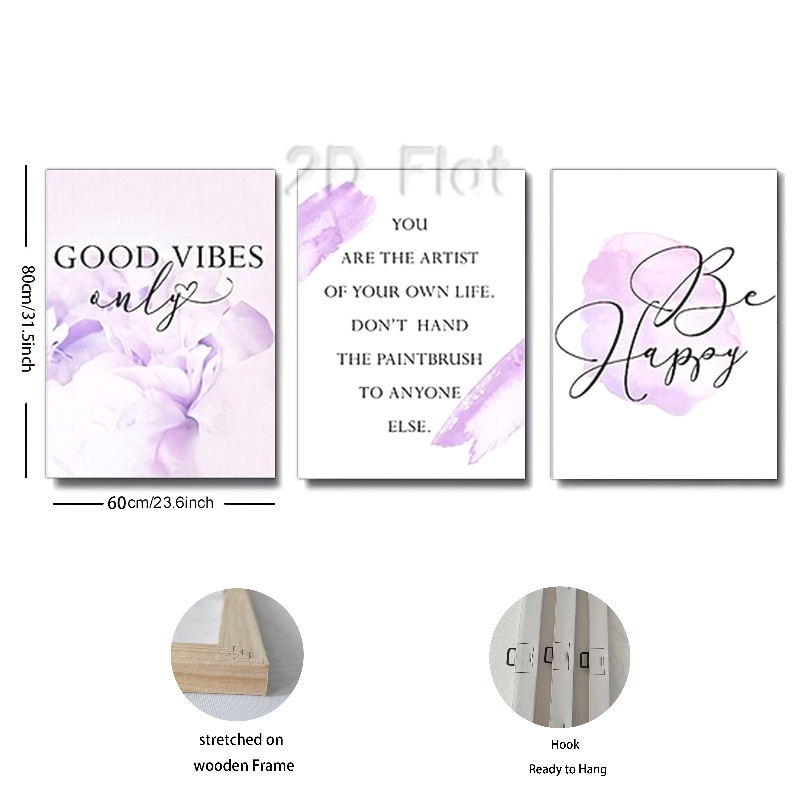 2D Flat
GOOD VIBES
only
YOU
ARE THE ARTIST
OF YOUR OWN LIFE.
DON'T HAND
THE PAINTBRUSH
TO ANYONE
ELSE.
Be
Happy
80cm/31.5inch
60cm/23.6inch
stretched on
wooden Frame
Hook
Ready to Hang